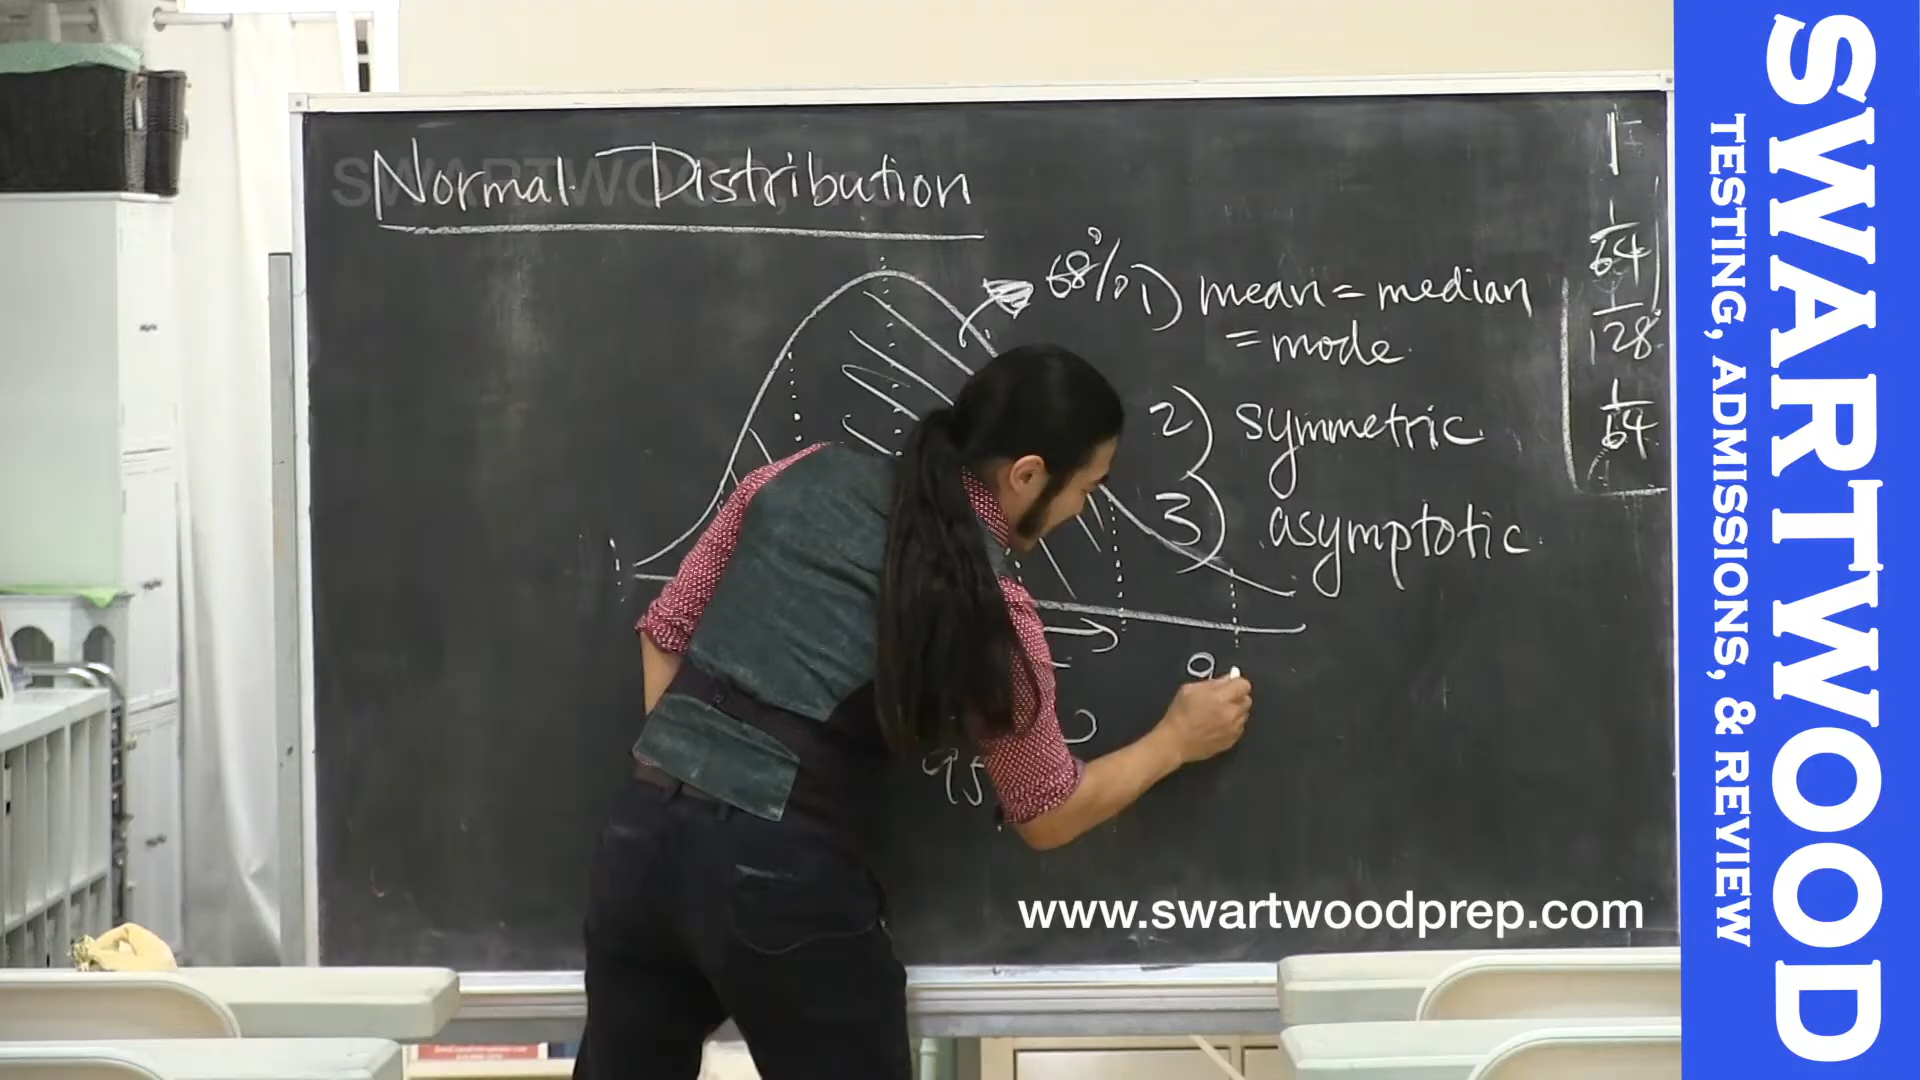 Normal Distribution
68%
1) mean = median
= mode
2) symmetric
3) asymptotic
1
64
1
128
1
64
9
95
www.swartwoodprep.com
SWARTWOOD
TESTING, ADMISSIONS, & REVIEW